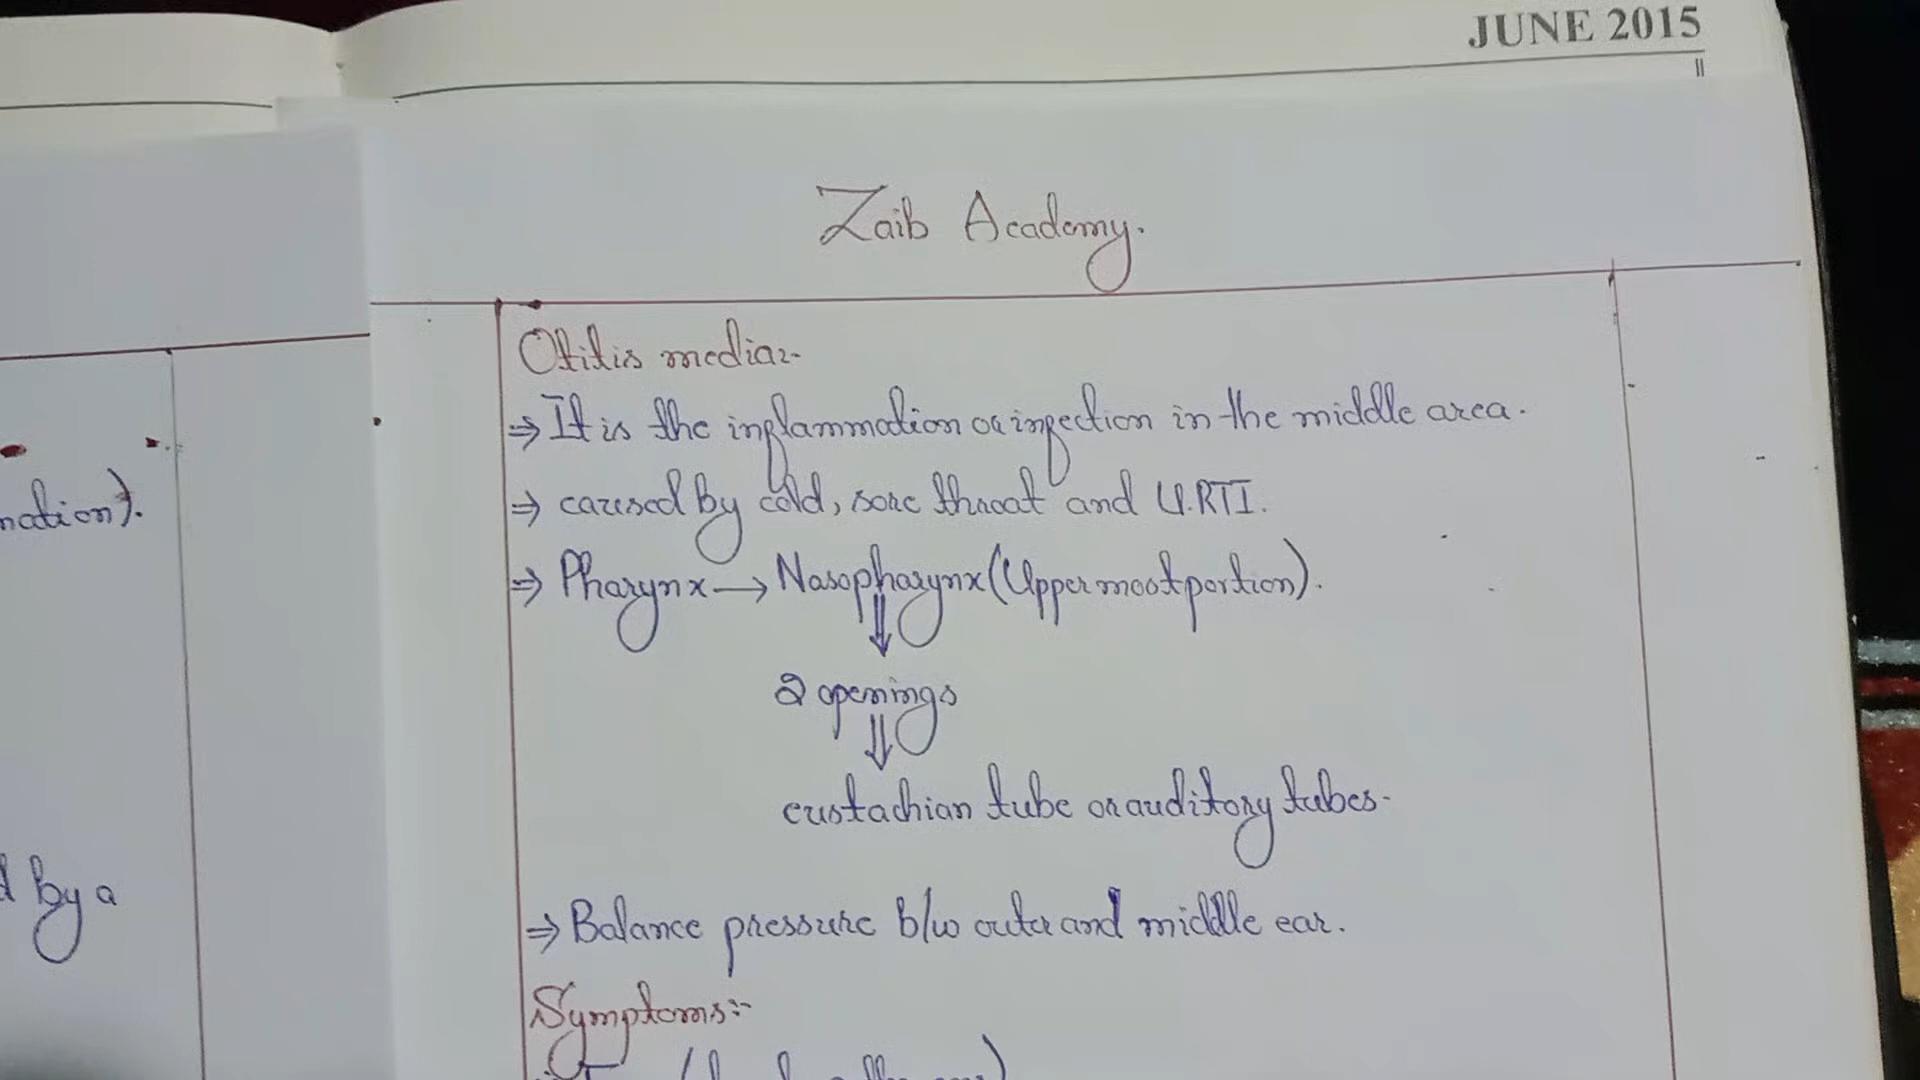 JUNE 2015
Zaib Academy.
Otitis media:-
⇒ It is the inflammation or infection in the middle area.
⇒ caused by cold, sore throat and U.RTI.
⇒ Pharynx → Nasopharynx (Uppermost portion).
⇓
2 openings
⇓
eustachian tube or auditory tubes-
⇒ Balance pressure b/w outer and middle ear.
Symptoms:-
nation).
by a